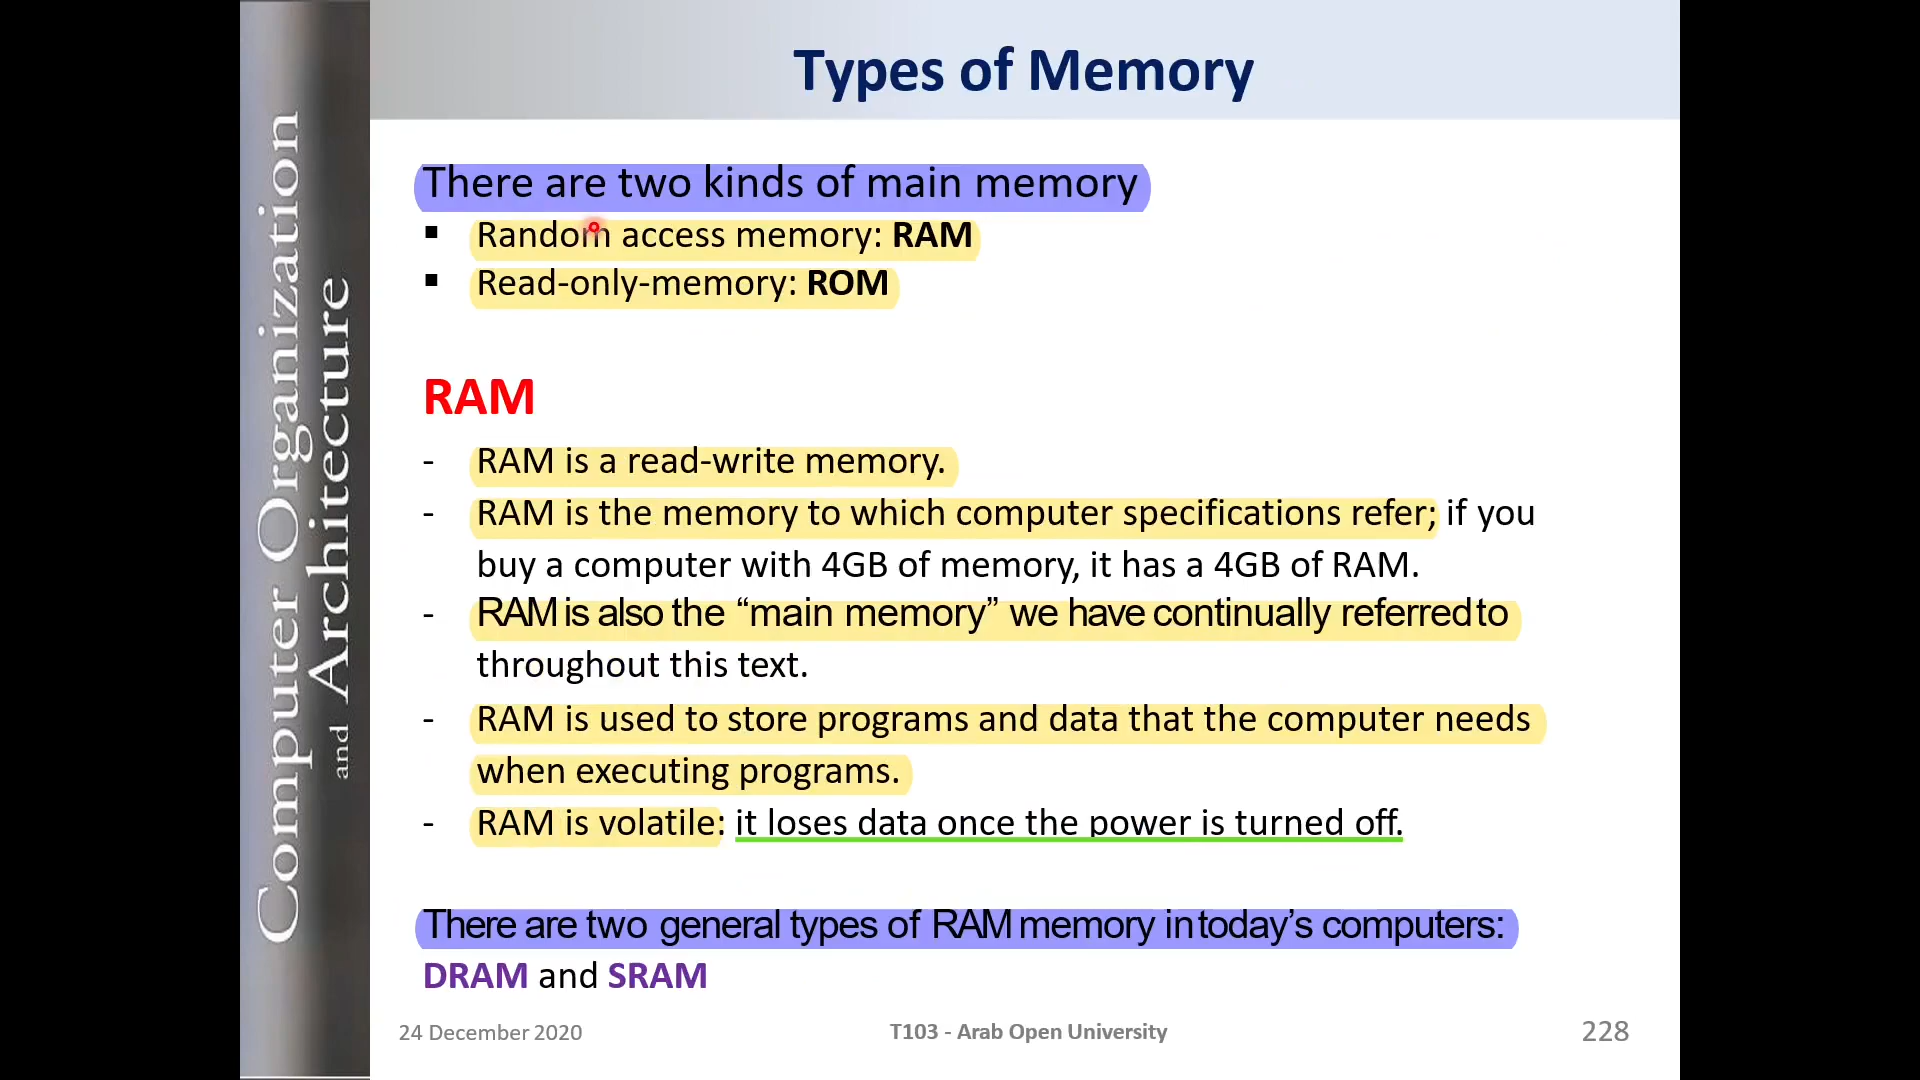 Computer Organization
and Architecture
Types of Memory
There are two kinds of main memory
▪ Random access memory: RAM
▪ Read-only-memory: ROM
RAM
- RAM is a read-write memory.
- RAM is the memory to which computer specifications refer; if you
buy a computer with 4GB of memory, it has a 4GB of RAM.
- RAM is also the “main memory” we have continually referred to
throughout this text.
- RAM is used to store programs and data that the computer needs
when executing programs.
- RAM is volatile: it loses data once the power is turned off.
There are two general types of RAM memory in today’s computers:
DRAM and SRAM
24 December 2020
T103 - Arab Open University
228